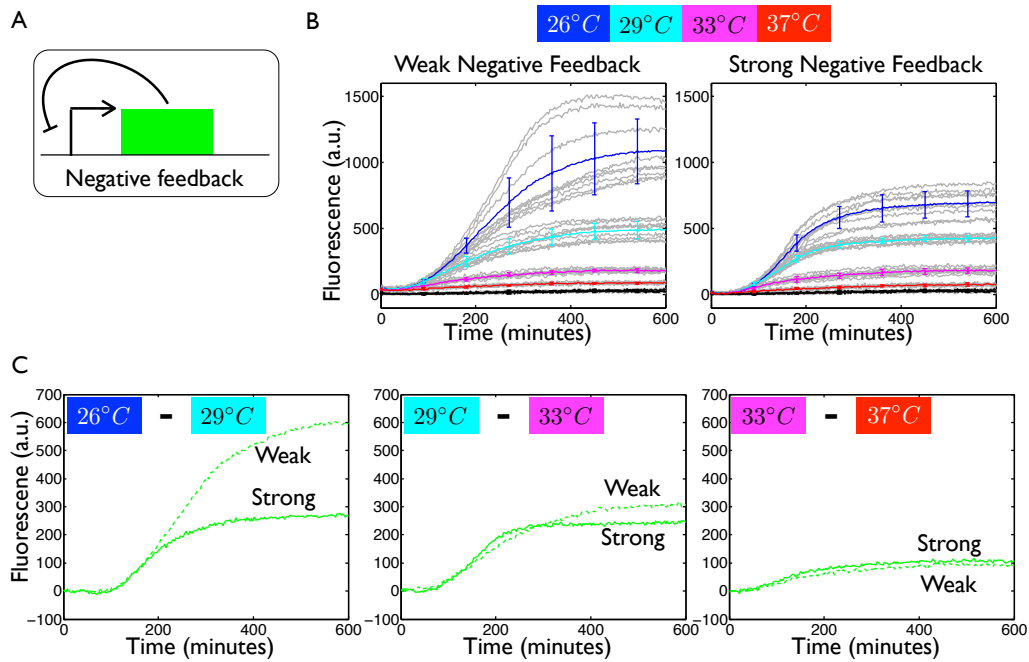 A
Negative feedback
B
26°C 29°C 33°C 37°C
Weak Negative Feedback
Strong Negative Feedback
Fluorescence (a.u.)
1500
1000
500
0
0 200 400 600
Time (minutes)
1500
1000
500
0
0 200 400 600
Time (minutes)
C
Fluorescene (a.u.)
700
600
500
400
300
200
100
0
−100
26°C - 29°C
Weak
Strong
0 200 400 600
Time (minutes)
700
600
500
400
300
200
100
0
−100
29°C - 33°C
Weak
Strong
0 200 400 600
Time (minutes)
700
600
500
400
300
200
100
0
−100
33°C - 37°C
Strong
Weak
0 200 400 600
Time (minutes)